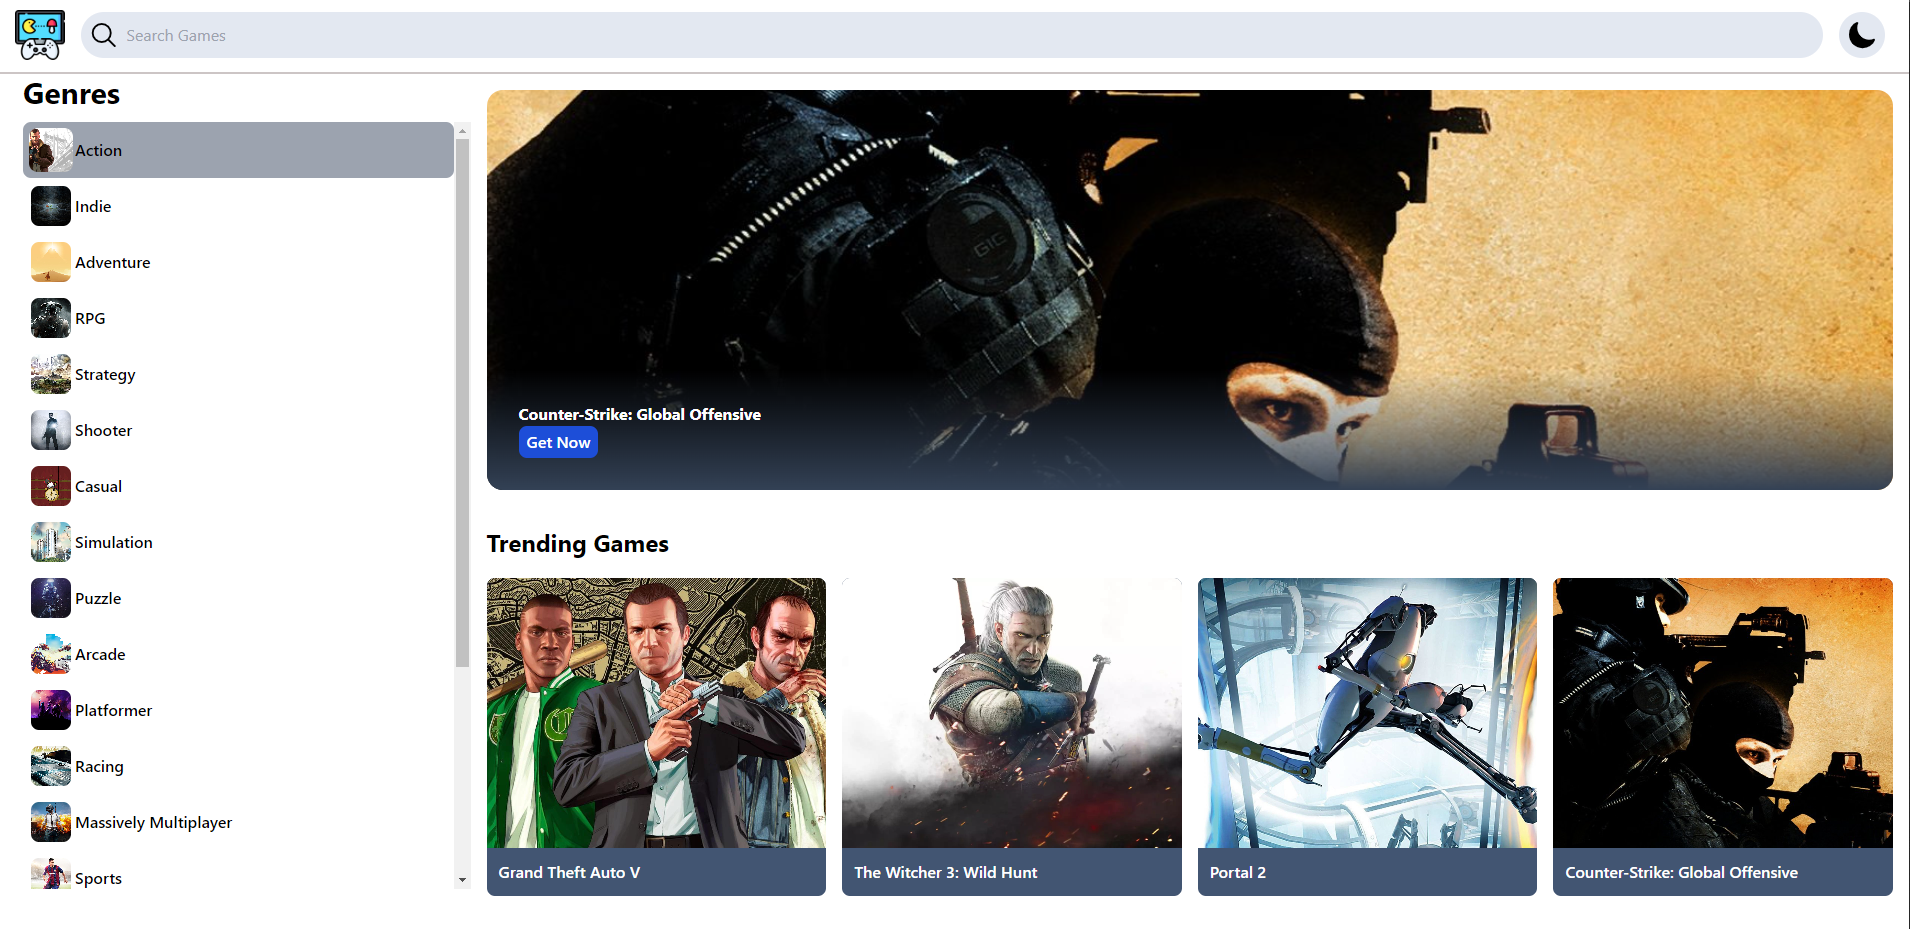 Search Games
Genres
Action
Indie
Adventure
RPG
Strategy
Shooter
Casual
Simulation
Puzzle
Arcade
Platformer
Racing
Massively Multiplayer
Sports
GIC
Counter-Strike: Global Offensive
Get Now
Trending Games
Grand Theft Auto V
The Witcher 3: Wild Hunt
Portal 2
Counter-Strike: Global Offensive